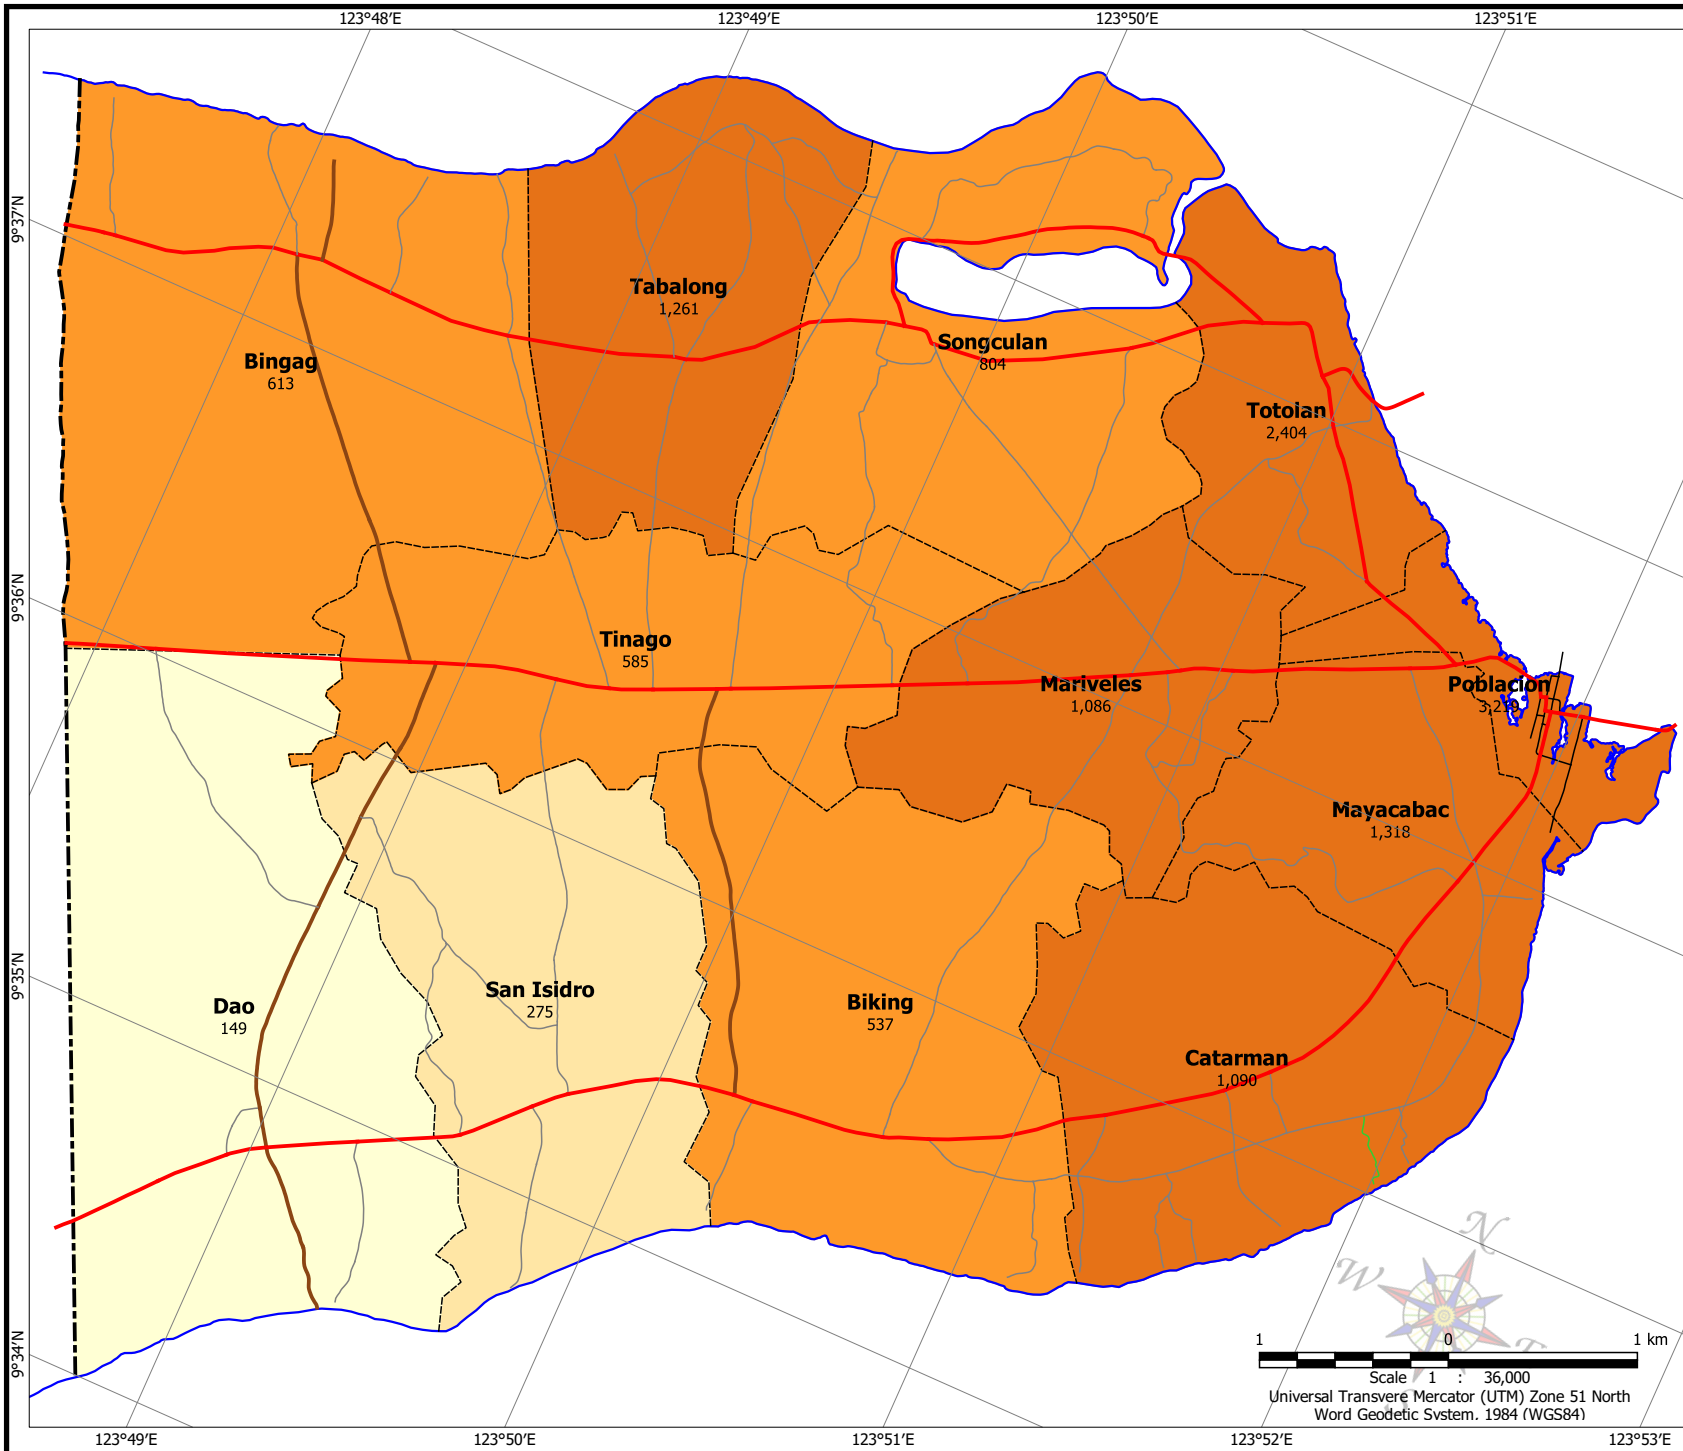 123°48'E
123°49'E
123°50'E
123°51'E
9°37'N
Tabalong
1,261
Songculan
804
Bingag
613
Totolan
2,404
9°36'N
Tinago
585
Mariveles
1,086
Poblacion
Mayacabac
1,318
9°35'N
San Isidro
275
Dao
149
Biking
537
Catarman
1,090
N
W
9°34'N
1 0 1 km
Scale 1 : 36,000
Universal Transvere Mercator (UTM) Zone 51 North
Word Geodetic System, 1984 (WGS84)
123°49'E
123°50'E
123°51'E
123°52'E
123°53'E